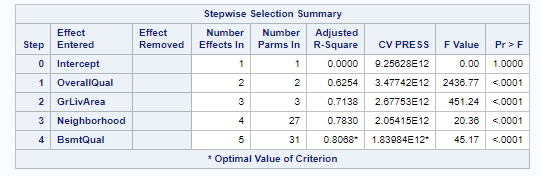 Stepwise Selection Summary
Step Effect Entered Effect Removed Number Effects In Number Parms In Adjusted R-Square CV PRESS F Value Pr > F
0 Intercept 1 1 0.0000 9.25628E12 0.00 1.0000
1 OverallQual 2 2 0.6254 3.47742E12 2436.77 <.0001
2 GrLivArea 3 3 0.7138 2.67753E12 451.24 <.0001
3 Neighborhood 4 27 0.7830 2.05415E12 20.36 <.0001
4 BsmtQual 5 31 0.8068* 1.83984E12* 45.17 <.0001
* Optimal Value of Criterion